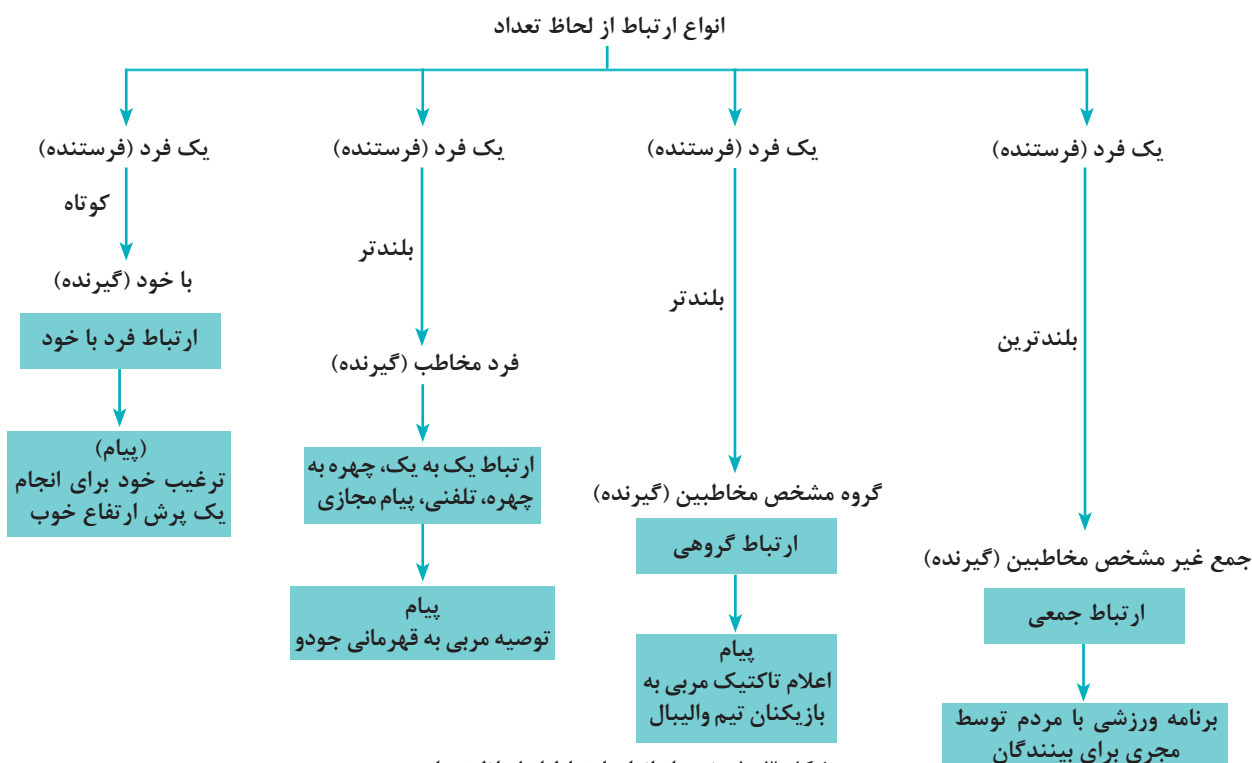 انواع ارتباط از لحاظ تعداد
یک فرد (فرستنده)
بلندترین
جمع غیر مشخص مخاطبین (گیرنده)
ارتباط جمعی
برنامه ورزشی با مردم توسط
مجری برای بینندگان
یک فرد (فرستنده)
بلندتر
گروه مشخص مخاطبین (گیرنده)
ارتباط گروهی
پیام
اعلام تاکتیک مربی به
بازیکنان تیم والیبال
یک فرد (فرستنده)
بلندتر
فرد مخاطب (گیرنده)
ارتباط یک به یک، چهره به
چهره، تلفنی، پیام مجازی
پیام
توصیه مربی به قهرمانی جودو
یک فرد (فرستنده)
کوتاه
با خود (گیرنده)
ارتباط فرد با خود
(پیام)
ترغیب خود برای انجام
یک پرش ارتفاع خوب